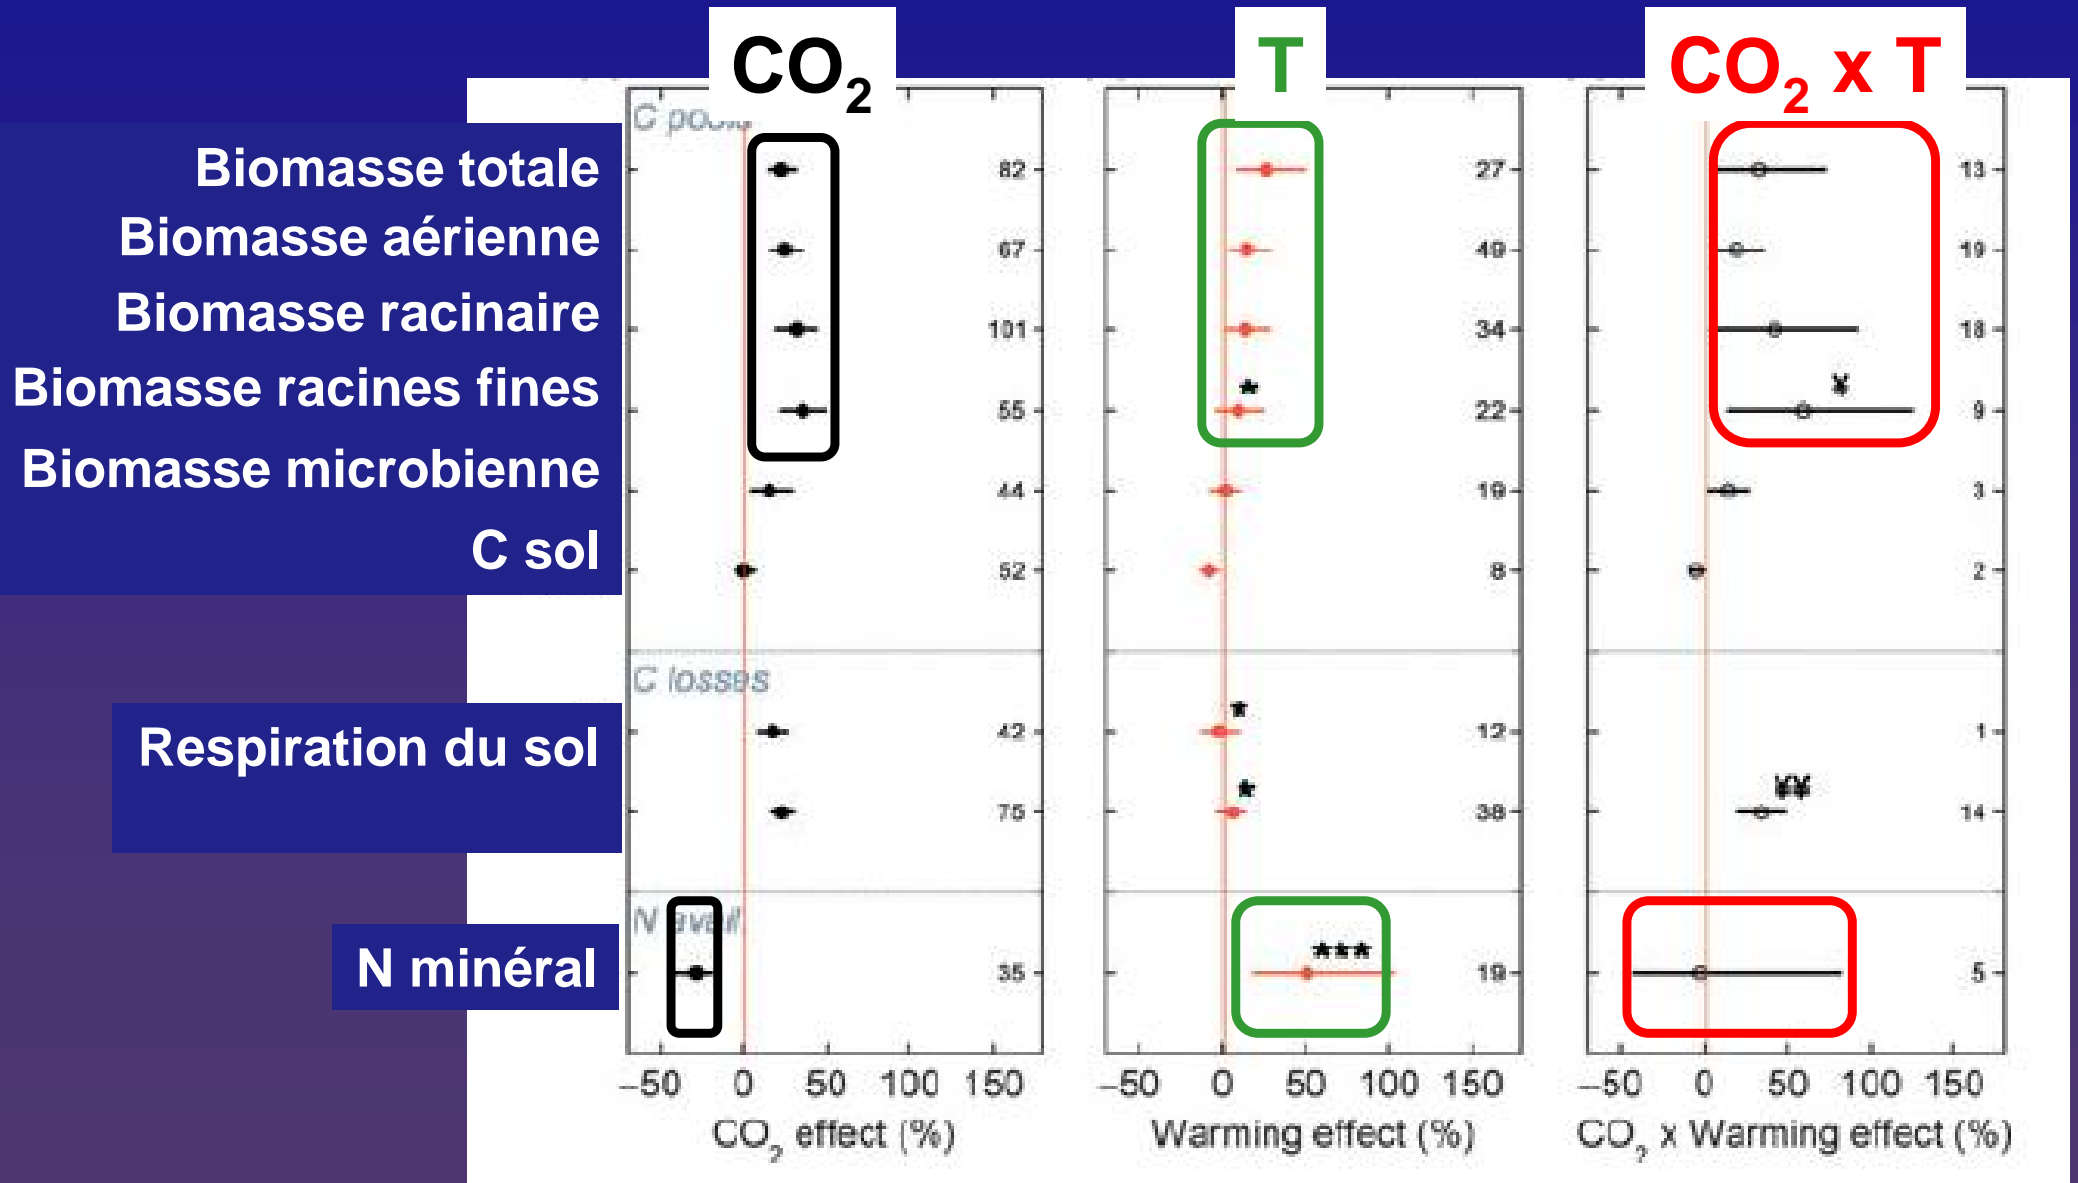 CO2 T CO2 x T
C pools
Biomasse totale 82 27 13
Biomasse aérienne 67 49 19
Biomasse racinaire 101 34 18
Biomasse racines fines 55 * 22 ¥ 9
Biomasse microbienne 44 19 3
C sol 52 8 2
C losses
Respiration du sol 42 * 12 1
75 * 38 ¥¥ 14
N avail.
N minéral 35 *** 19 5
−50 0 50 100 150 −50 0 50 100 150 −50 0 50 100 150
CO2 effect (%) Warming effect (%) CO2 x Warming effect (%)